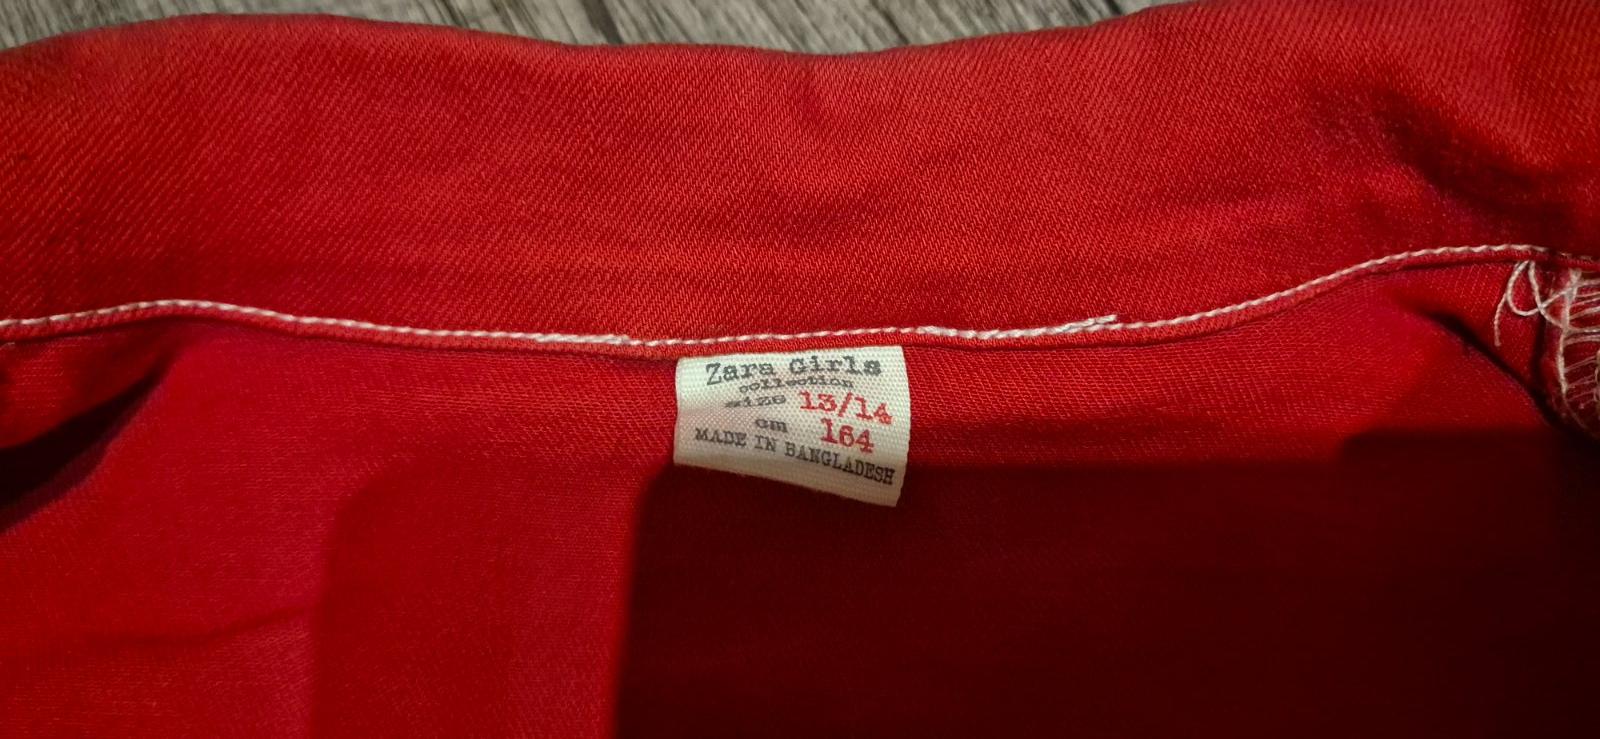 Zara Girls
collection
size 13/14
cm 164
MADE IN BANGLADESH